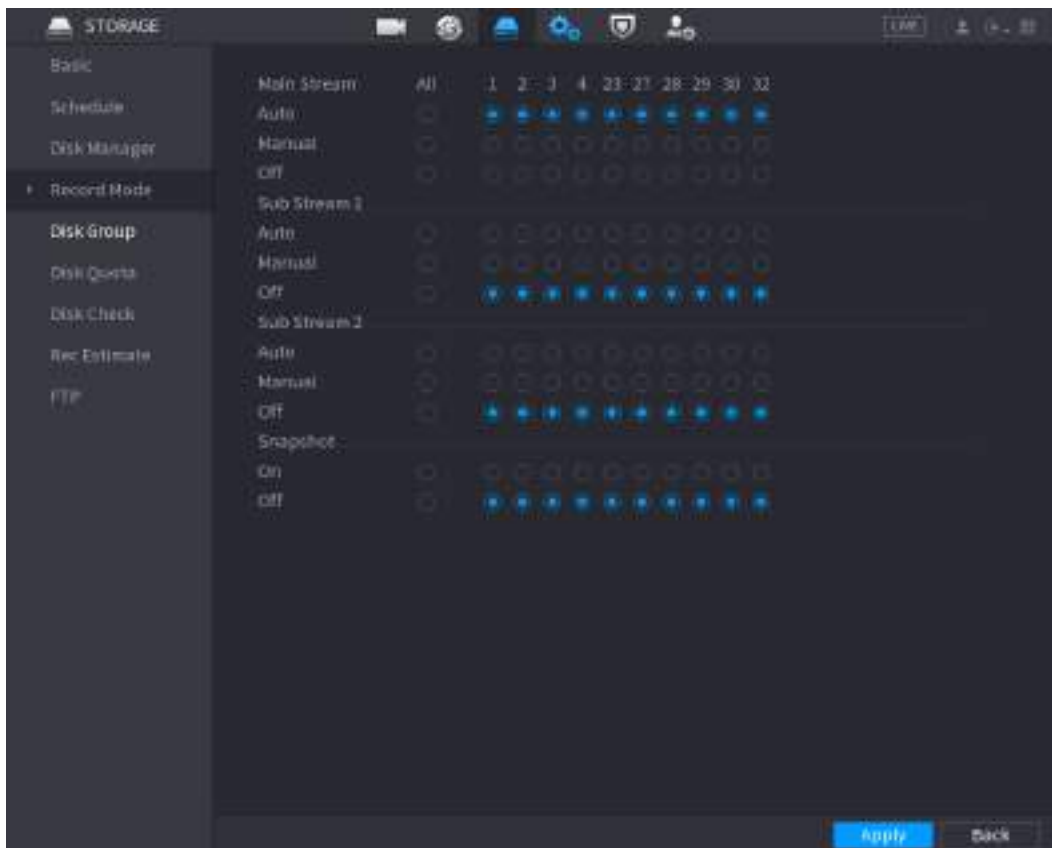 STORAGE
LIVE
Basic
Schedule
Disk Manager
Record Mode
Disk Group
Disk Quota
Disk Check
Rec Estimate
FTP
Main Stream All 1 2 3 4 23 27 28 29 30 32
Auto
Manual
Off
Sub Stream 1
Auto
Manual
Off
Sub Stream 2
Auto
Manual
Off
Snapshot
On
Off
Apply Back